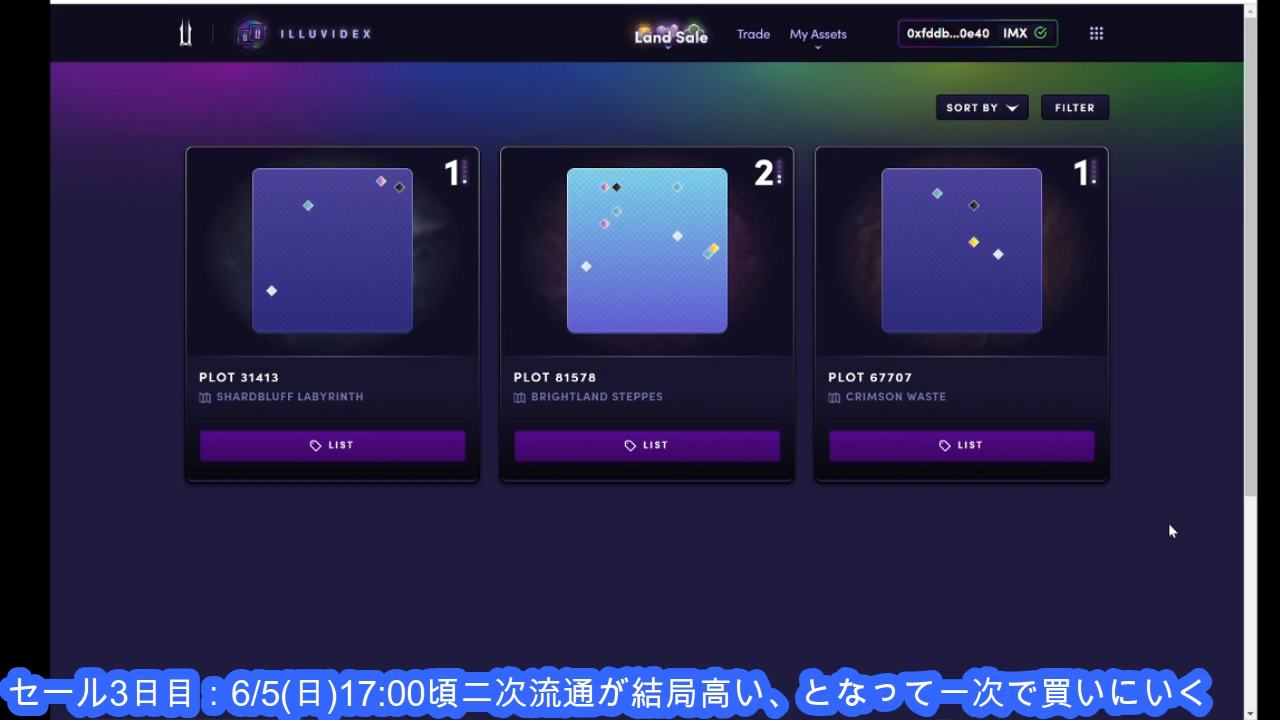 ILLUVIDEX
Land Sale
Trade
My Assets
0xfddb...0e40 IMX
SORT BY
FILTER
1
2
1
PLOT 31413
SHARDBLUFF LABYRINTH
LIST
PLOT 81578
BRIGHTLAND STEPPES
LIST
PLOT 67707
CRIMSON WASTE
LIST
セール3日目：6/5(日)17:00頃二次流通が結局高い、となって一次で買いにいく